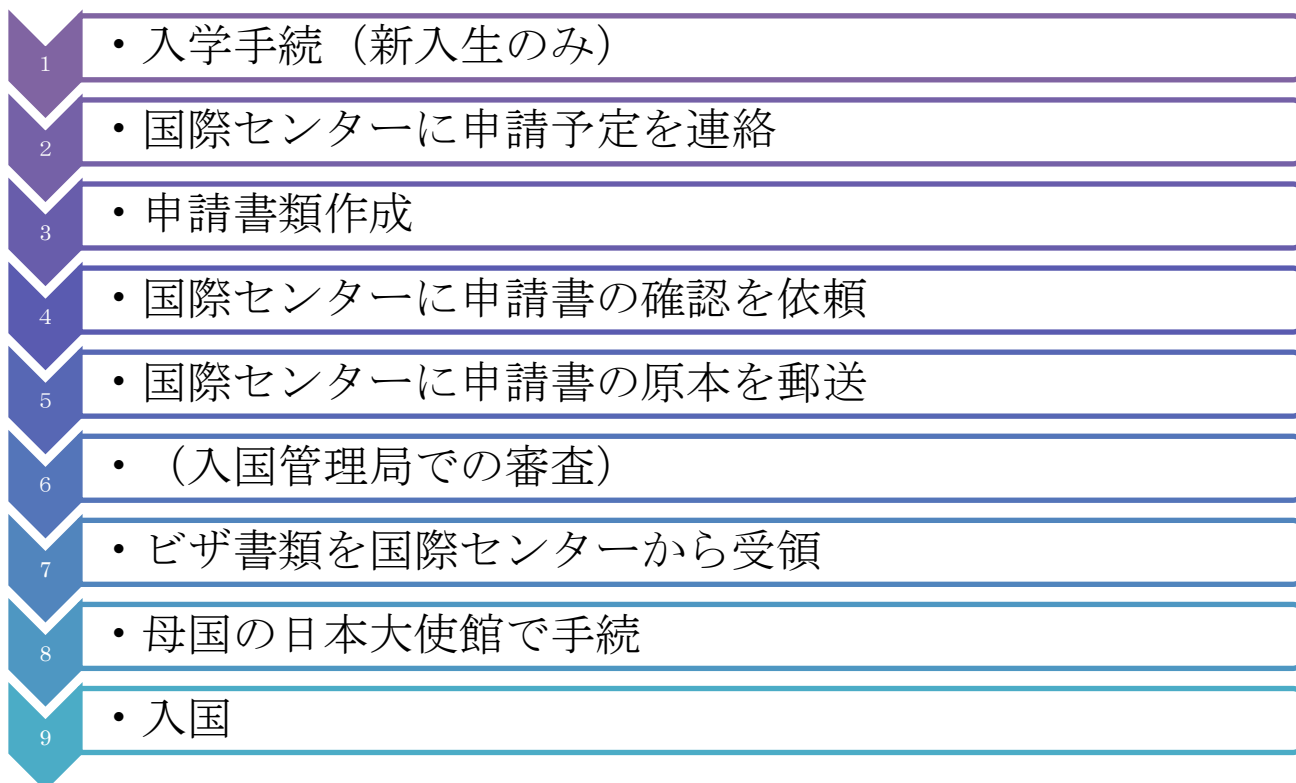 1
・入学手続（新入生のみ）
2
・国際センターに申請予定を連絡
3
・申請書類作成
4
・国際センターに申請書の確認を依頼
5
・国際センターに申請書の原本を郵送
6
・（入国管理局での審査）
7
・ビザ書類を国際センターから受領
8
・母国の日本大使館で手続
9
・入国